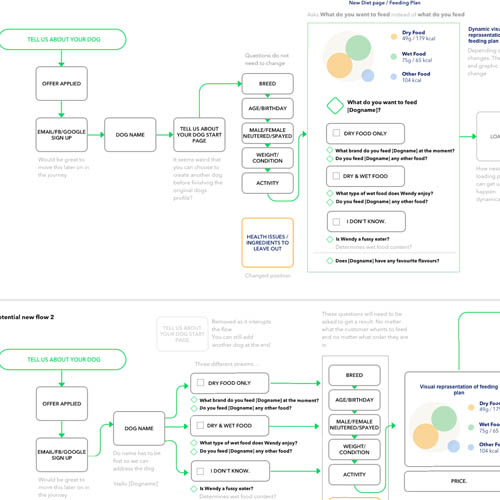 New Diet page / Feeding Plan
Asks What do you want to feed instead of what do you feed
TELL US ABOUT YOUR DOG
Dry Food
49g / 179 kcal
Wet Food
75g / 65 kcal
Other Food
104 kcal
Dynamic visual
representation of
feeding plan
Depending on
changes. The
and graphic
change
Questions do not
need to change
OFFER APPLIED
BREED
What do you want to feed
[Dogname]?
AGE/BIRTHDAY
EMAIL/FB/GOOGLE
SIGN UP
DOG NAME
TELL US ABOUT
YOUR DOG START
PAGE
MALE/FEMALE
NEUTERED/SPAYED
DRY FOOD ONLY
What brand do you feed [Dogname] at the moment?
Do you feed [Dogname] any other food?
LOA
Would be great to
move this later on in
the journey
It seems weird that
you can choose to
create another dog
before finishing the
original dogs
profile?
WEIGHT/
CONDITION
DRY & WET FOOD
How need
loading p
can get u
happen
dynamica
ACTIVITY
What type of wet food does Wendy enjoy?
Do you feed [Dogname] any other food?
HEALTH ISSUES /
INGREDIENTS TO
LEAVE OUT
I DON'T KNOW.
Is Wendy a fussy eater?
Determines wet food content?
Does [Dogname] have any favourite flavours?
Changed position
otential new flow 2
TELL US ABOUT
YOUR DOG START
PAGE
Removed as it interupts
the flow
You can still add
another dog at the end
These questions will need to be
asked to get a result. No matter
what the customer wants to feed
and no matter what order they are
in
TELL US ABOUT YOUR DOG
Three different streams...
BREED
DRY FOOD ONLY
What brand do you feed [Dogname] at the moment?
Do you feed [Dogname] any other food?
AGE/BIRTHDAY
Visual representation of feeding
plan
OFFER APPLIED
Dry Foo
49g / 179
DOG NAME
DRY & WET FOOD
MALE/FEMALE
NEUTERED/SPAYED
Wet Food
75g / 65
EMAIL/FB/GOOGLE
SIGN UP
What type of wet food does Wendy enjoy?
Do you feed [Dogname] any other food?
WEIGHT/
CONDITION
Other Fo
104 kcal
Dog name has to be
first so we can
address the dog
Hello [Dogname]
I DON'T KNOW.
ACTIVITY
Would be great to
move this later on in
the journey
Is Wendy a fussy eater?
Determines wet food content?
PRICE.